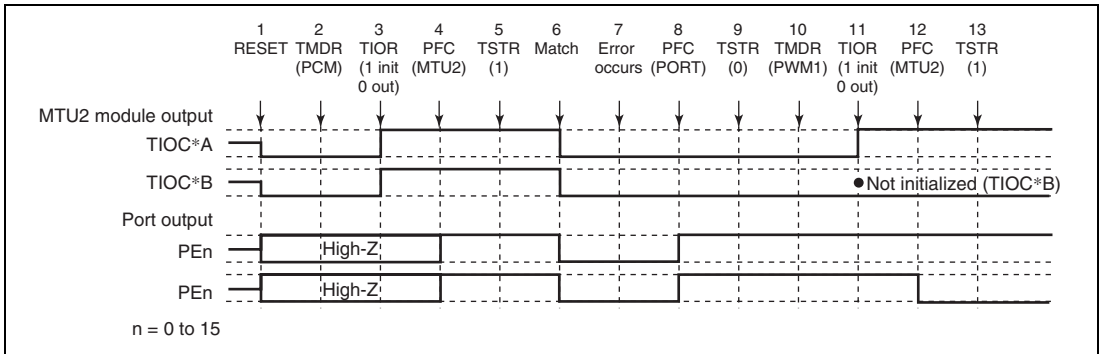 1 2 3 4 5 6 7 8 9 10 11 12 13
RESET TMDR TIOR PFC TSTR Match Error PFC TSTR TMDR TIOR PFC TSTR
(PCM) (1 init (MTU2) (1) occurs (PORT) (0) (PWM1) (1 init (MTU2) (1)
0 out) 0 out)
MTU2 module output
TIOC*A
TIOC*B
Not initialized (TIOC*B)
Port output
PEn
High-Z
PEn
High-Z
n = 0 to 15